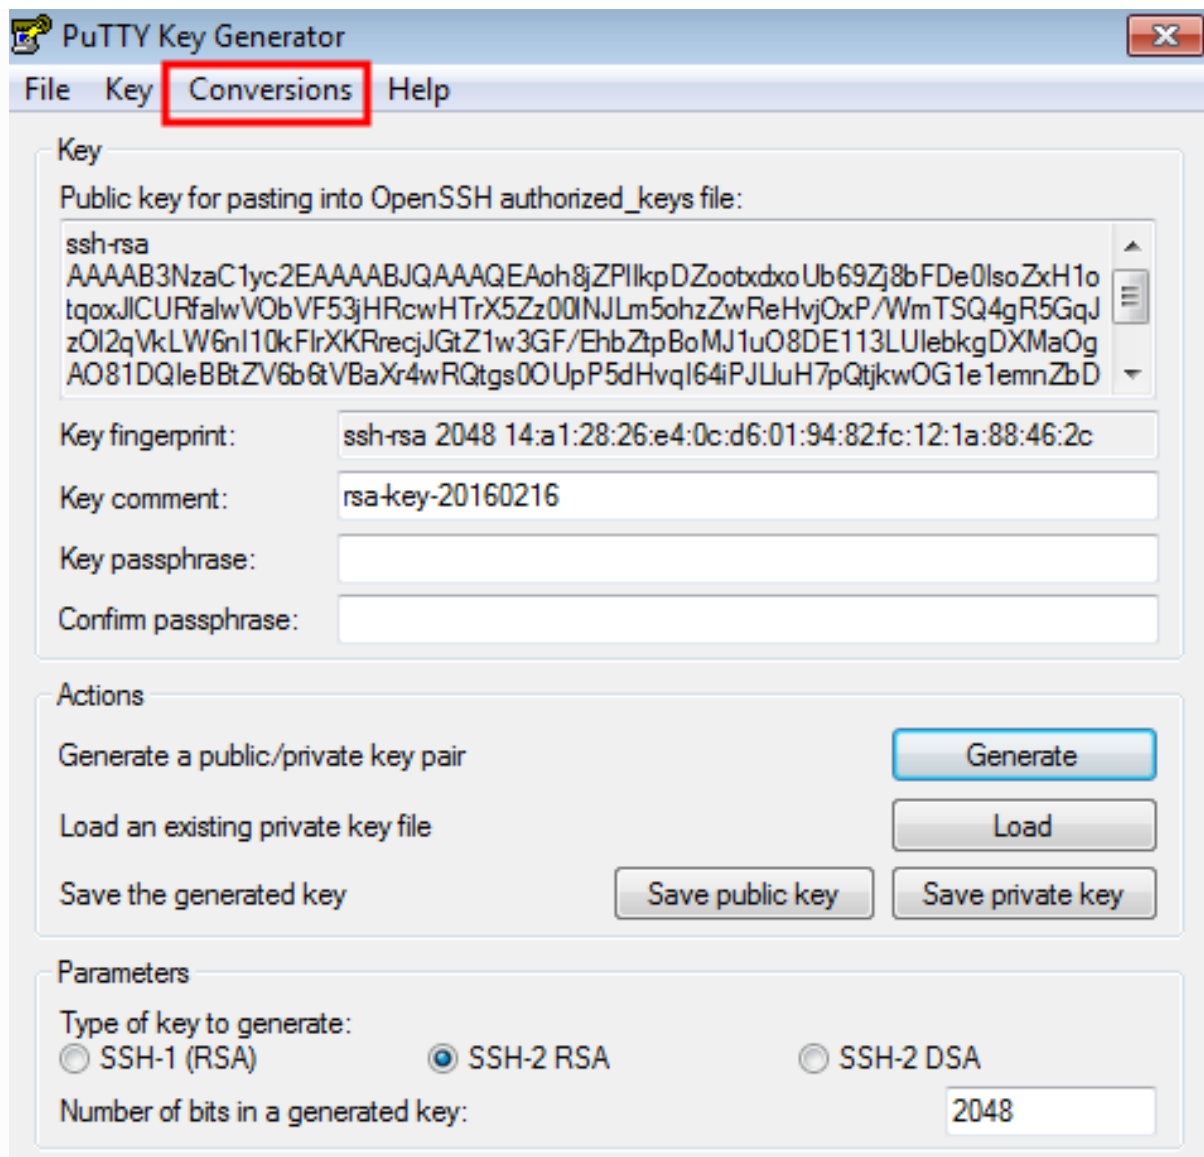 PuTTY Key Generator
File Key Conversions Help
Key
Public key for pasting into OpenSSH authorized_keys file:
ssh-rsa
AAAAB3NzaC1yc2EAAAABJQAAAQEAoh8jZPIlkpDZootxdxoUb69Zj8bFDe0IsoZxH1o
tqoxJlCURfalwVObVF53jHRcwHTrX5Zz00lNJLm5ohzZwReHvjOxP/WmTSQ4gR5GqJ
zOl2qVkLW6nI10kFIrXKRrecjJGtZ1w3GF/EhbZtpBoMJ1uO8DE113LUIebkgDXMaOg
AO81DQIeBBtZV6b6tVBaXr4wRQtgs0OUpP5dHvqI64iPJLIuH7pQtjkwOG1e1emnZbD
Key fingerprint: ssh-rsa 2048 14:a1:28:26:e4:0c:d6:01:94:82:fc:12:1a:88:46:2c
Key comment: rsa-key-20160216
Key passphrase:
Confirm passphrase:
Actions
Generate a public/private key pair Generate
Load an existing private key file Load
Save the generated key Save public key Save private key
Parameters
Type of key to generate:
SSH-1 (RSA) SSH-2 RSA SSH-2 DSA
Number of bits in a generated key: 2048